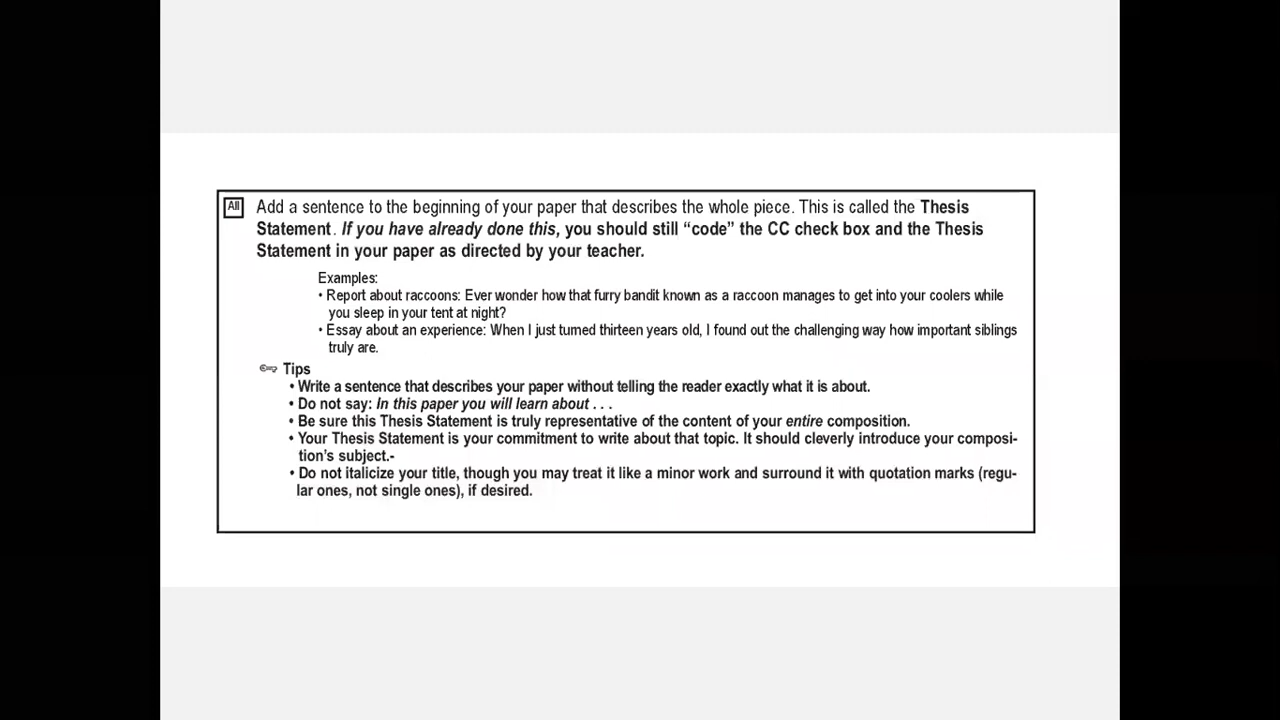 All Add a sentence to the beginning of your paper that describes the whole piece. This is called the Thesis
Statement. If you have already done this, you should still “code” the CC check box and the Thesis
Statement in your paper as directed by your teacher.
Examples:
• Report about raccoons: Ever wonder how that furry bandit known as a raccoon manages to get into your coolers while
you sleep in your tent at night?
• Essay about an experience: When I just turned thirteen years old, I found out the challenging way how important siblings
truly are.
Tips
• Write a sentence that describes your paper without telling the reader exactly what it is about.
• Do not say: In this paper you will learn about . . .
• Be sure this Thesis Statement is truly representative of the content of your entire composition.
• Your Thesis Statement is your commitment to write about that topic. It should cleverly introduce your composi-
tion’s subject.-
• Do not italicize your title, though you may treat it like a minor work and surround it with quotation marks (regu-
lar ones, not single ones), if desired.